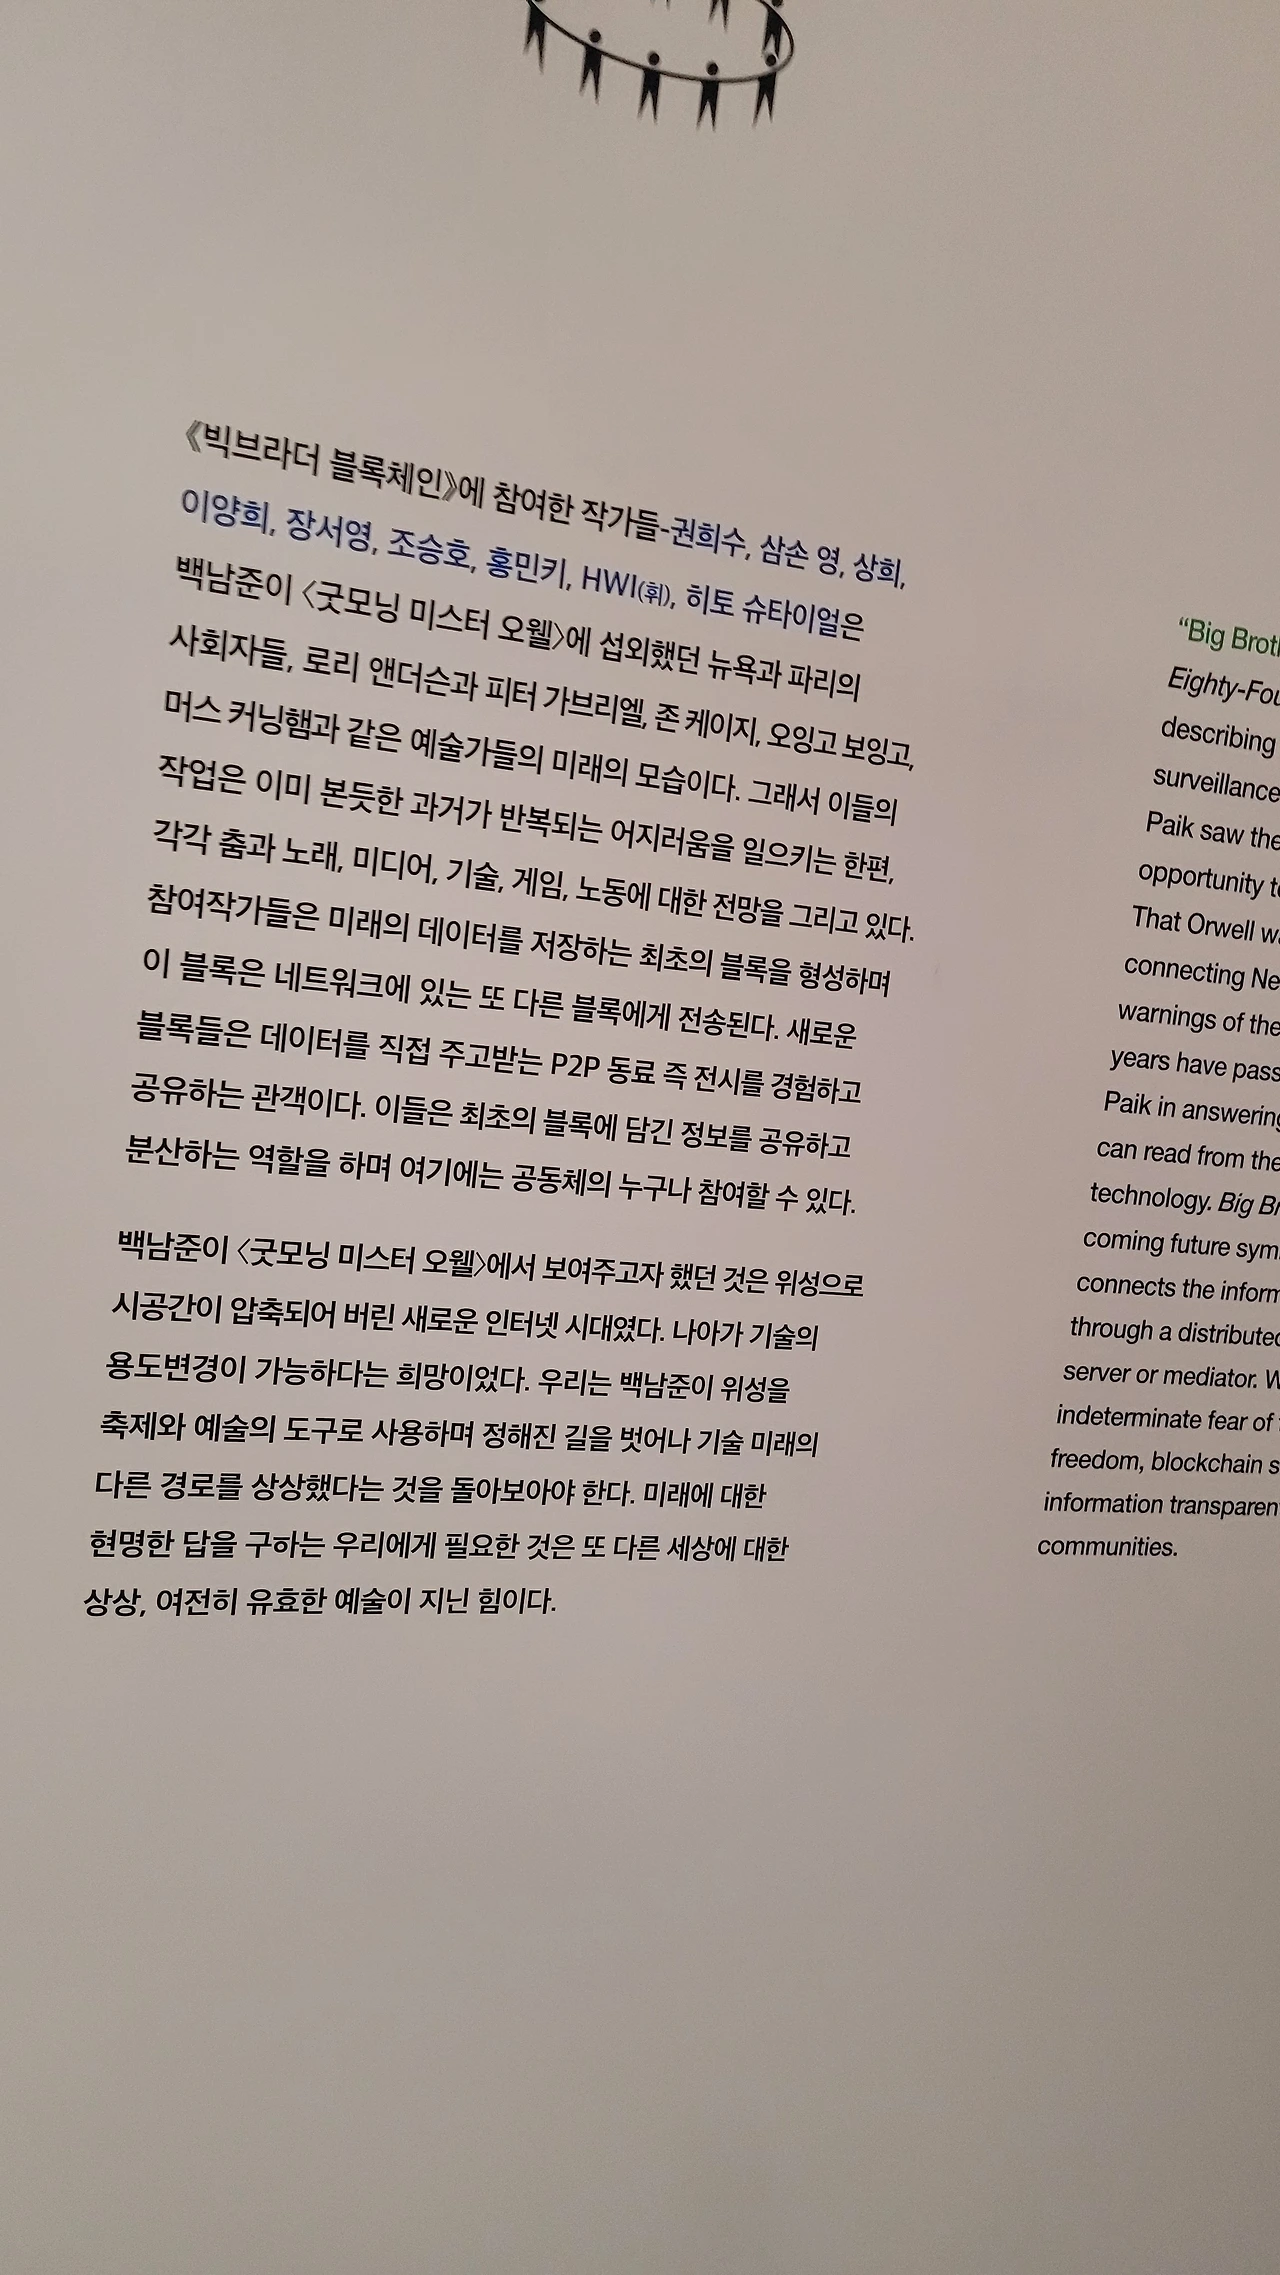 《빅브라더 블록체인》에 참여한 작가들-권희수, 삼손 영, 상희,
이양희, 장서영, 조승호, 홍민키, HWI(휘), 히토 슈타이얼은
백남준이 〈굿모닝 미스터 오웰〉에 섭외했던 뉴욕과 파리의
사회자들, 로리 앤더슨과 피터 가브리엘, 존 케이지, 오잉고 보잉고,
머스 커닝햄과 같은 예술가들의 미래의 모습이다. 그래서 이들의
작업은 이미 본듯한 과거가 반복되는 어지러움을 일으키는 한편,
각각 춤과 노래, 미디어, 기술, 게임, 노동에 대한 전망을 그리고 있다.
참여작가들은 미래의 데이터를 저장하는 최초의 블록을 형성하며
이 블록은 네트워크에 있는 또 다른 블록에게 전송된다. 새로운
블록들은 데이터를 직접 주고받는 P2P 동료 즉 전시를 경험하고
공유하는 관객이다. 이들은 최초의 블록에 담긴 정보를 공유하고
분산하는 역할을 하며 여기에는 공동체의 누구나 참여할 수 있다.
백남준이 〈굿모닝 미스터 오웰〉에서 보여주고자 했던 것은 위성으로
시공간이 압축되어 버린 새로운 인터넷 시대였다. 나아가 기술의
용도변경이 가능하다는 희망이었다. 우리는 백남준이 위성을
축제와 예술의 도구로 사용하며 정해진 길을 벗어나 기술 미래의
다른 경로를 상상했다는 것을 돌아보아야 한다. 미래에 대한
현명한 답을 구하는 우리에게 필요한 것은 또 다른 세상에 대한
상상, 여전히 유효한 예술이 지닌 힘이다.
“Big
Eighty-
describing
surveillance
Paik saw the
opportunity
That Orwell
connecting
warnings of the
years have
Paik in answering
can read from the
technology. Big
coming future
connects the
through a distributed
server or mediator.
indeterminate fear of
freedom, blockchain
information
communities.